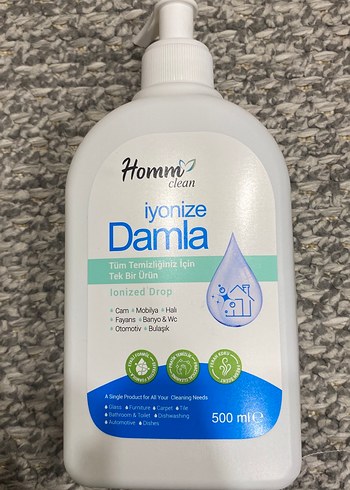 Homm
clean
iyonize
Damla
Tüm Temizliğiniz İçin
Tek Bir Ürün
Ionized Drop
Cam Mobilya Halı
Fayans Banyo & Wc
Otomotiv Bulaşık
A Single Product for All Your Cleaning Needs
Glass Furniture Carpet Tile
Bathroom & Toilet Dishwashing
Automotive Dishes
500 ml ℮